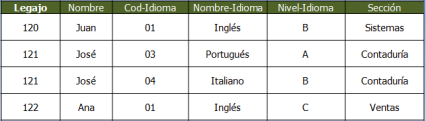 Legajo Nombre Cod-Idioma Nombre-Idioma Nivel-Idioma Sección
120 Juan 01 Inglés B Sistemas
121 José 03 Portugués A Contaduría
121 José 04 Italiano B Contaduría
122 Ana 01 Inglés C Ventas